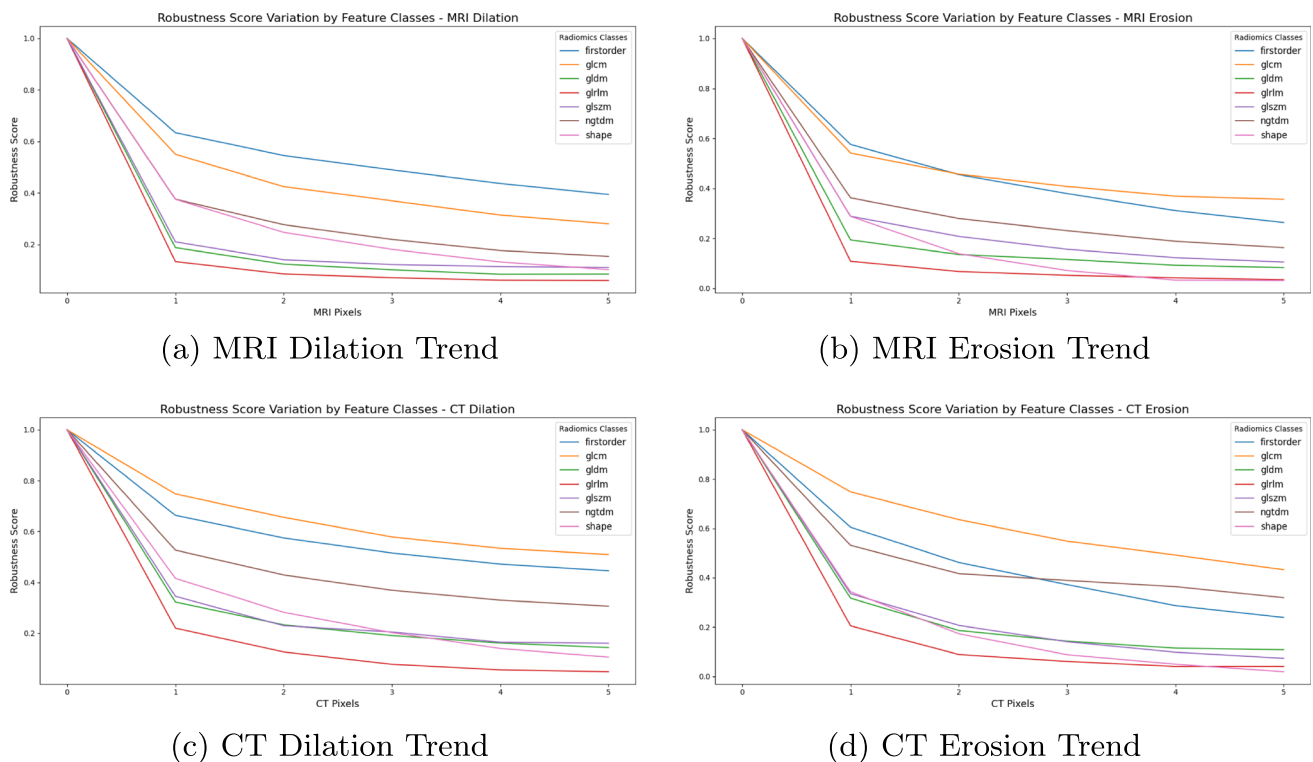 Robustness Score Variation by Feature Classes - MRI Dilation
Robustness Score
1.0
0.8
0.6
0.4
0.2
0 1 2 3 4 5
MRI Pixels
Radiomics Classes
firstorder
glcm
gldm
glrlm
glszm
ngtdm
shape
(a) MRI Dilation Trend
Robustness Score Variation by Feature Classes - MRI Erosion
Robustness Score
1.0
0.8
0.6
0.4
0.2
0.0
0 1 2 3 4 5
MRI Pixels
Radiomics Classes
firstorder
glcm
gldm
glrlm
glszm
ngtdm
shape
(b) MRI Erosion Trend
Robustness Score Variation by Feature Classes - CT Dilation
Robustness Score
1.0
0.8
0.6
0.4
0.2
0 1 2 3 4 5
CT Pixels
Radiomics Classes
firstorder
glcm
gldm
glrlm
glszm
ngtdm
shape
(c) CT Dilation Trend
Robustness Score Variation by Feature Classes - CT Erosion
Robustness Score
1.0
0.8
0.6
0.4
0.2
0.0
0 1 2 3 4 5
CT Pixels
Radiomics Classes
firstorder
glcm
gldm
glrlm
glszm
ngtdm
shape
(d) CT Erosion Trend